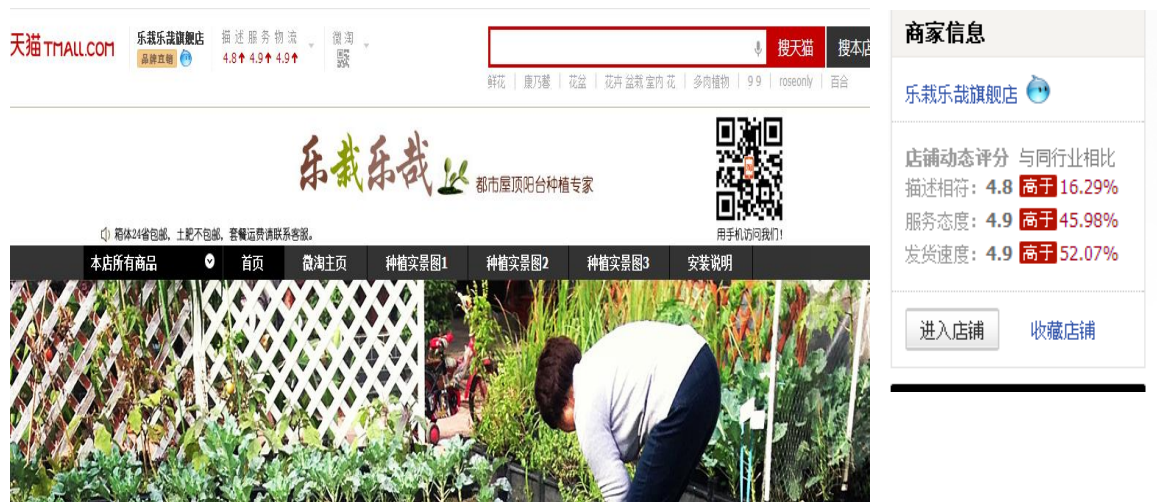 天猫 TMALL.COM
乐栽乐哉旗舰店
品牌直销
描述 服务 物流
4.8↑ 4.9↑ 4.9↑
微淘
搜天猫
搜本店
鲜花 | 康乃馨 | 花盆 | 花卉 盆栽 室内 花 | 多肉植物 | 9 9 | roseonly | 百合
乐栽乐哉
都市屋顶阳台种植专家
用手机访问我们!
箱体24省包邮，土肥不包邮，套餐运费请联系客服。
本店所有商品 首页 微淘主页 种植实景图1 种植实景图2 种植实景图3 安装说明
商家信息
乐栽乐哉旗舰店
店铺动态评分 与同行业相比
描述相符：4.8 高于 16.29%
服务态度：4.9 高于 45.98%
发货速度：4.9 高于 52.07%
进入店铺 收藏店铺